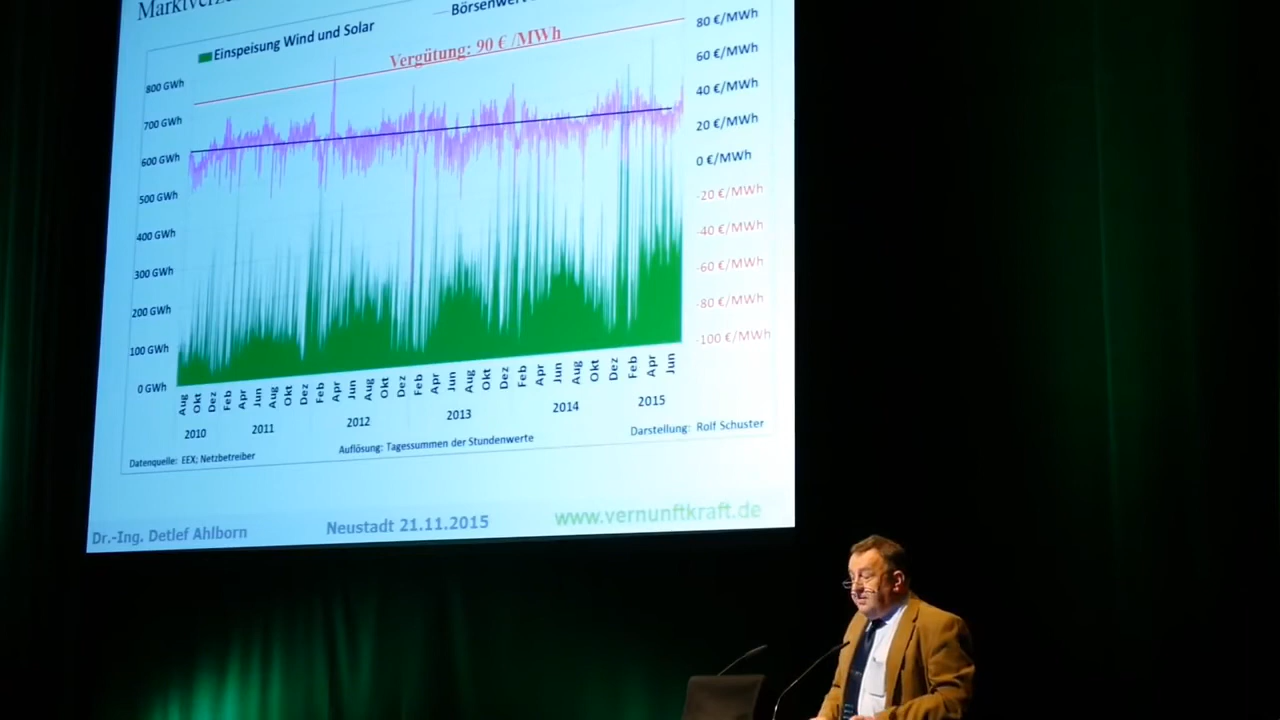 Einspeisung Wind und Solar
Vergütung: 90 € /MWh
800 GWh
700 GWh
600 GWh
500 GWh
400 GWh
300 GWh
200 GWh
100 GWh
0 GWh
80 €/MWh
60 €/MWh
40 €/MWh
20 €/MWh
0 €/MWh
-20 €/MWh
-40 €/MWh
-60 €/MWh
-80 €/MWh
-100 €/MWh
Aug Okt Dez Feb Apr Jun Aug Okt Dez Feb Apr Jun Aug Okt Dez Feb Apr Jun Aug Okt Dez Feb Apr Jun Aug Okt Dez Feb Apr Jun
2010 2011 2012 2013 2014 2015
Datenquelle: EEX; Netzbetreiber
Auflösung: Tagessummen der Stundenwerte
Darstellung: Rolf Schuster
Dr.-Ing. Detlef Ahlborn
Neustadt 21.11.2015
www.vernunftkraft.de